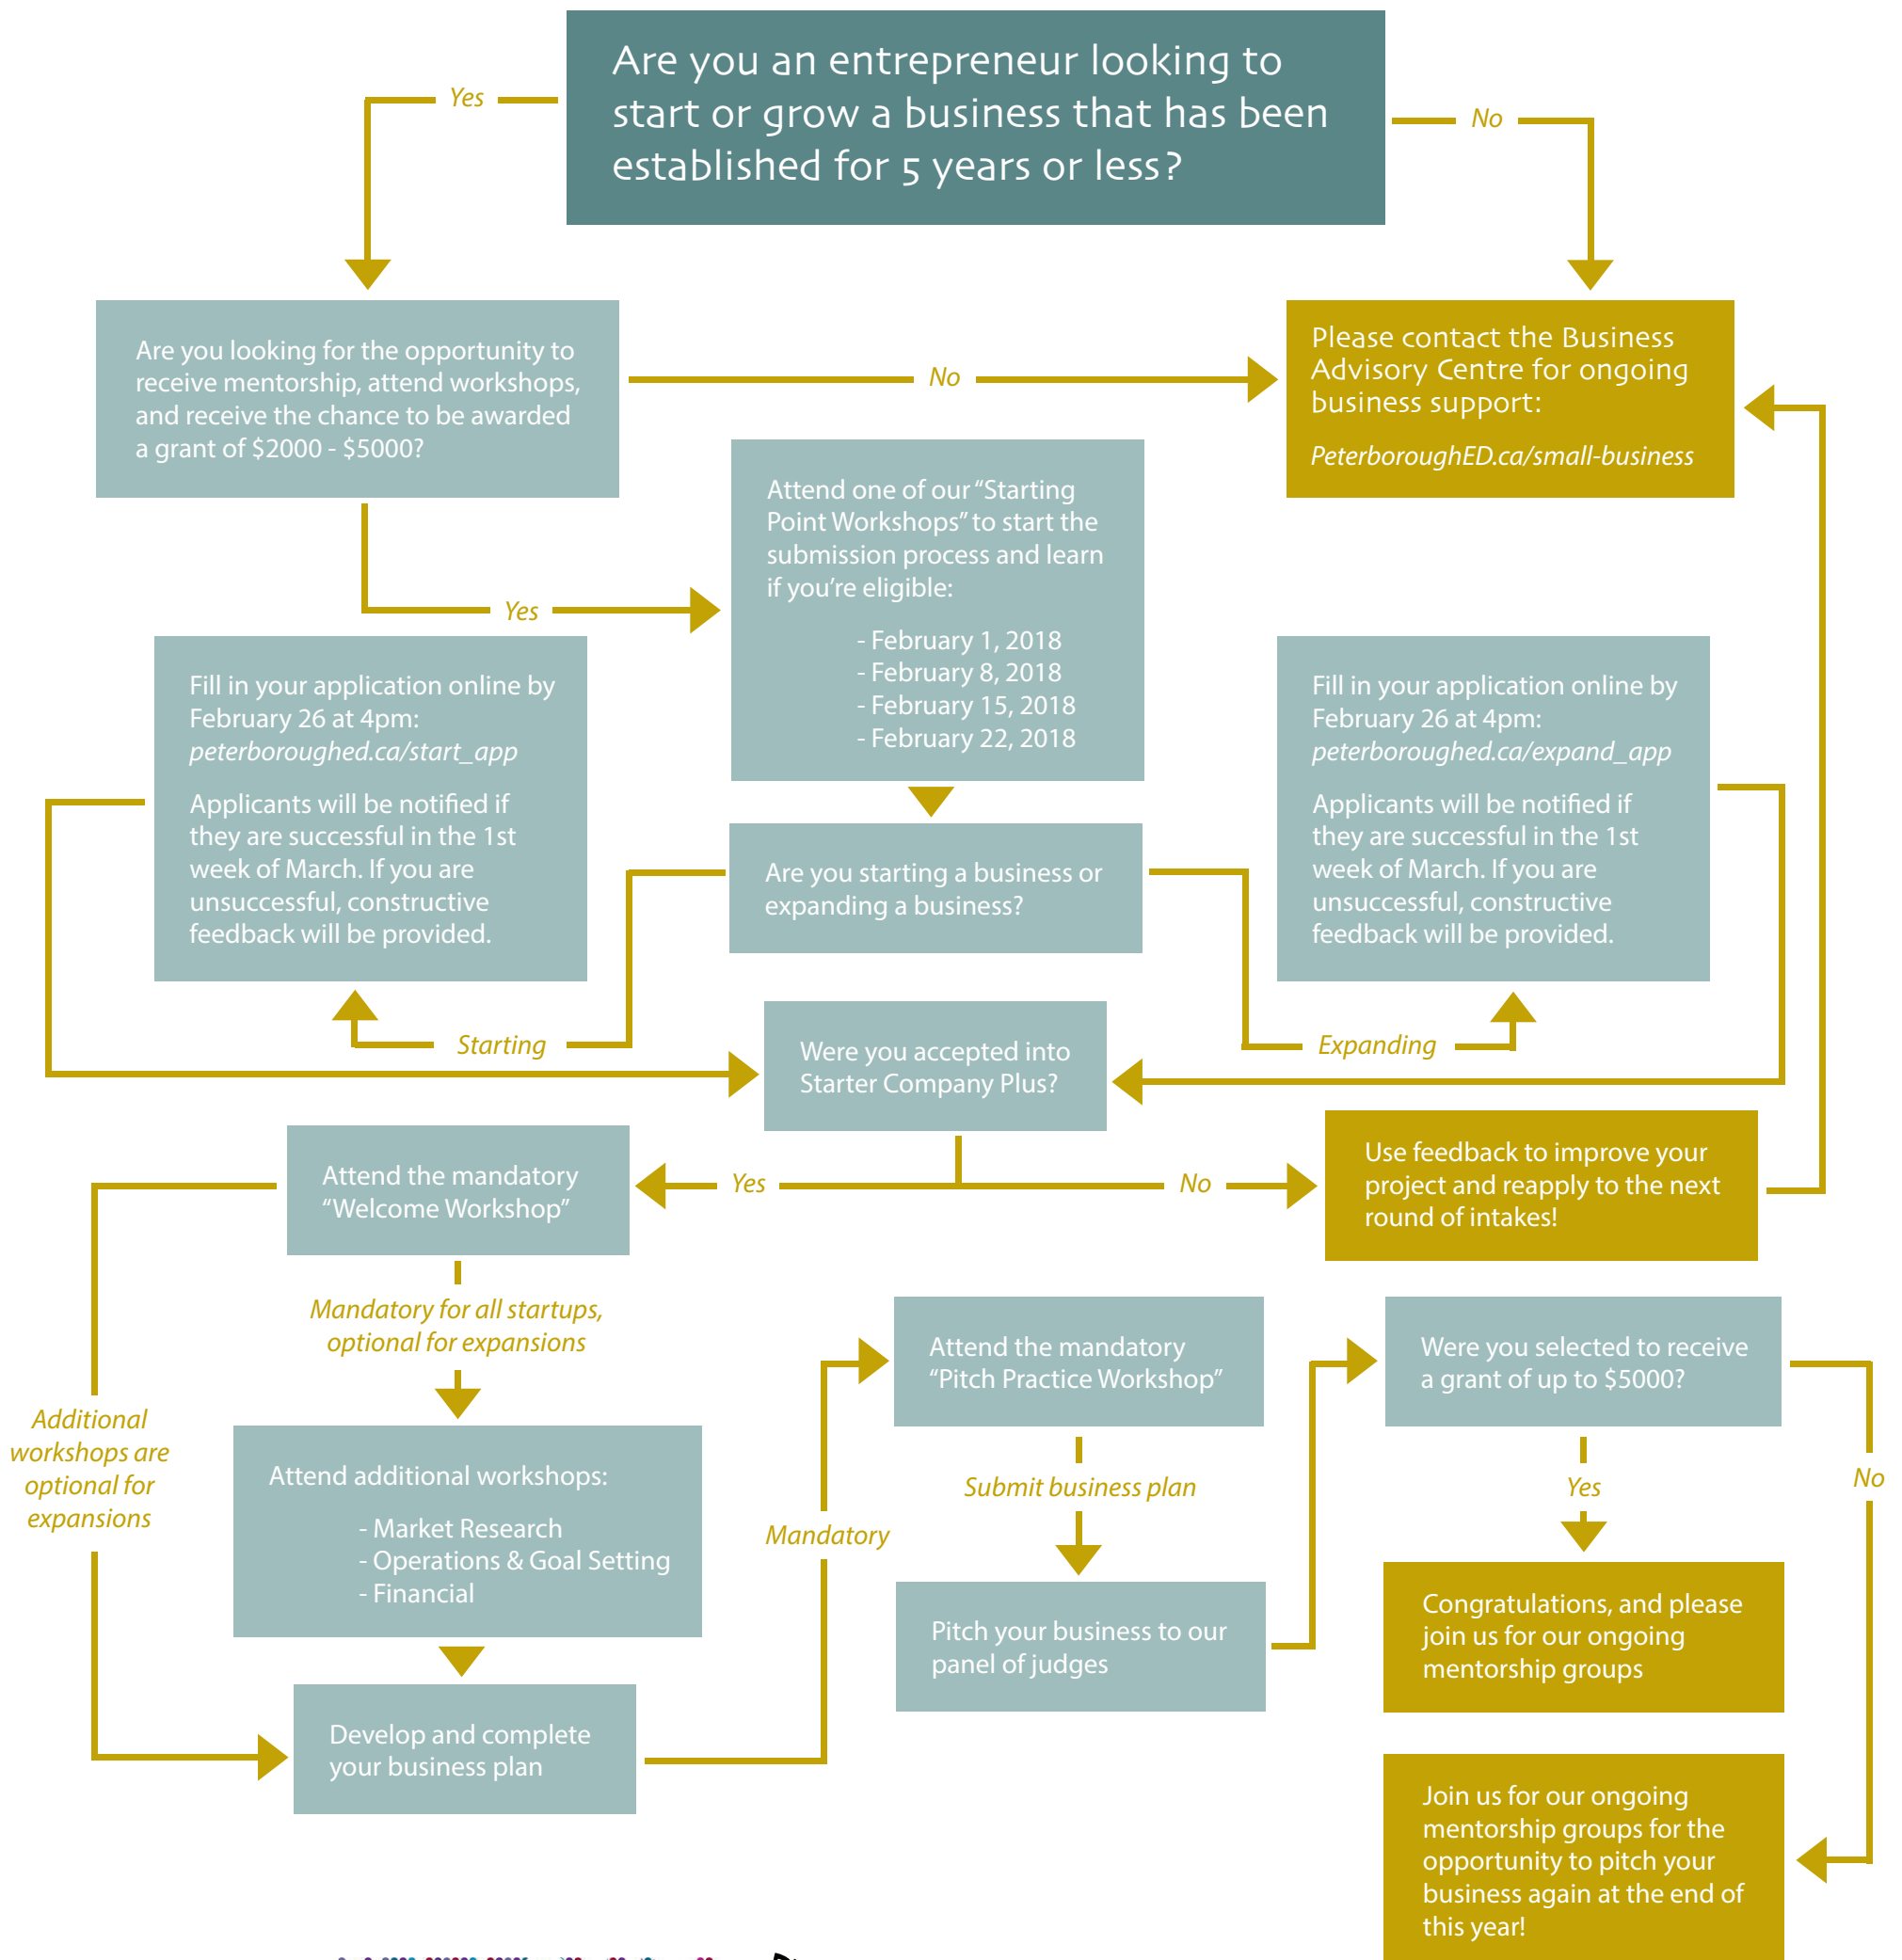 Are you an entrepreneur looking to
start or grow a business that has been
established for 5 years or less?
Yes
No
Are you looking for the opportunity to
receive mentorship, attend workshops,
and receive the chance to be awarded
a grant of $2000 - $5000?
No
Please contact the Business
Advisory Centre for ongoing
business support:
PeterboroughED.ca/small-business
Yes
Attend one of our "Starting
Point Workshops" to start the
submission process and learn
if you're eligible:
- February 1, 2018
- February 8, 2018
- February 15, 2018
- February 22, 2018
Fill in your application online by
February 26 at 4pm:
peterboroughed.ca/start_app
Applicants will be notified if
they are successful in the 1st
week of March. If you are
unsuccessful, constructive
feedback will be provided.
Are you starting a business or
expanding a business?
Fill in your application online by
February 26 at 4pm:
peterboroughed.ca/expand_app
Applicants will be notified if
they are successful in the 1st
week of March. If you are
unsuccessful, constructive
feedback will be provided.
Starting
Expanding
Were you accepted into
Starter Company Plus?
Yes
No
Attend the mandatory
"Welcome Workshop"
Use feedback to improve your
project and reapply to the next
round of intakes!
Mandatory for all startups,
optional for expansions
Additional
workshops are
optional for
expansions
Attend additional workshops:
- Market Research
- Operations & Goal Setting
- Financial
Develop and complete
your business plan
Mandatory
Attend the mandatory
"Pitch Practice Workshop"
Submit business plan
Pitch your business to our
panel of judges
Were you selected to receive
a grant of up to $5000?
Yes
No
Congratulations, and please
join us for our ongoing
mentorship groups
Join us for our ongoing
mentorship groups for the
opportunity to pitch your
business again at the end of
this year!